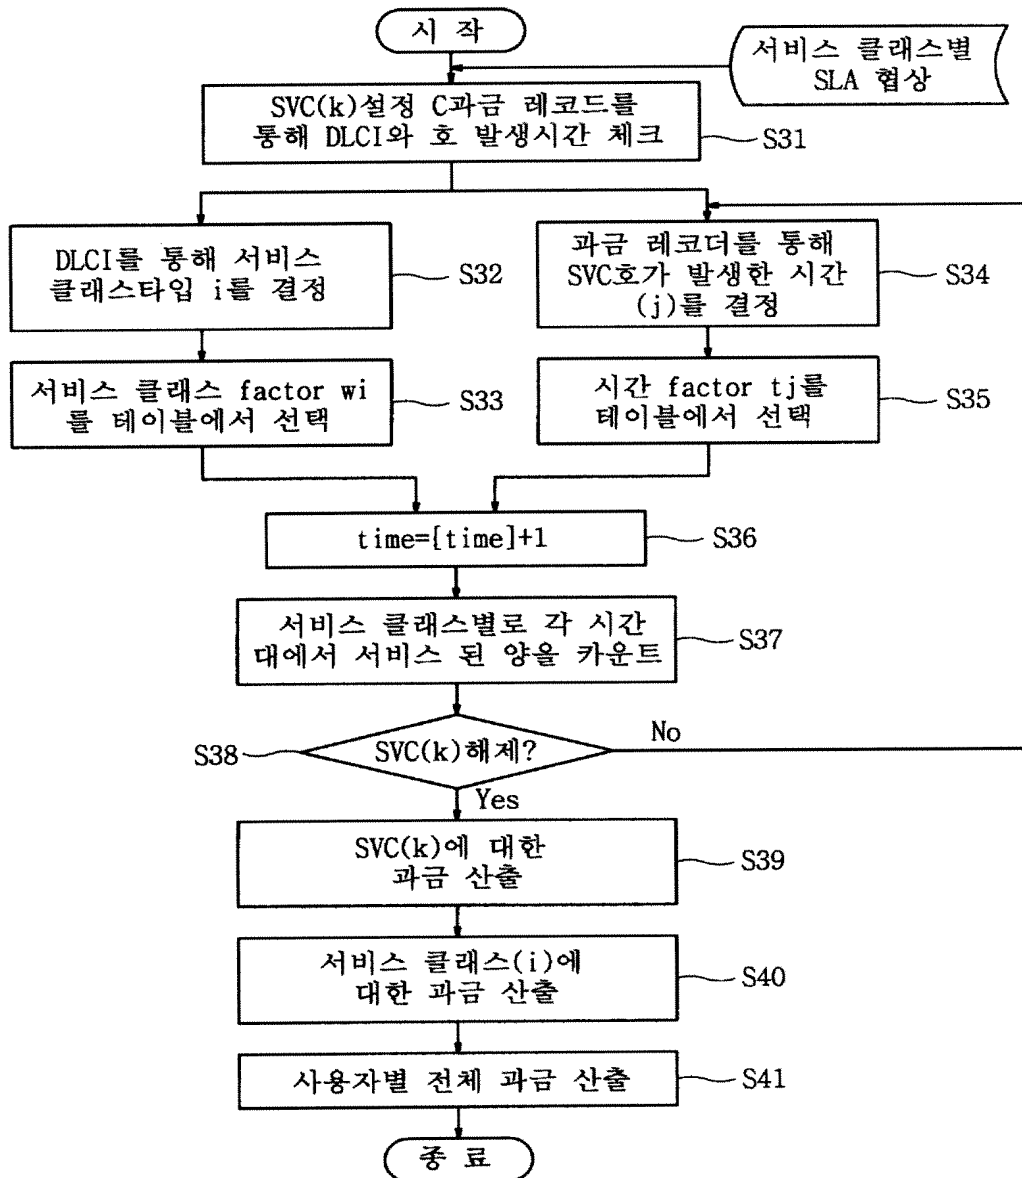 시 작
서비스 클래스별
SLA 협상
SVC(k)설정 C과금 레코드를
통해 DLCI와 호 발생시간 체크
S31
DLCI를 통해 서비스
클래스타입 i를 결정
S32
과금 레코더를 통해
SVC호가 발생한 시간
(j)를 결정
S34
서비스 클래스 factor wi
를 테이블에서 선택
S33
시간 factor tj를
테이블에서 선택
S35
time=[time]+1
S36
서비스 클래스별로 각 시간
대에서 서비스 된 양을 카운트
S37
S38
SVC(k)해제?
No
Yes
SVC(k)에 대한
과금 산출
S39
서비스 클래스(i)에
대한 과금 산출
S40
사용자별 전체 과금 산출
S41
종 료